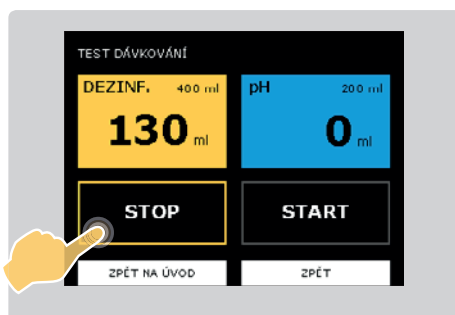 TEST DÁVKOVÁNÍ
DEZINF. 400 ml
130 ml
pH 200 ml
0 ml
STOP
START
ZPĚT NA ÚVOD
ZPĚT